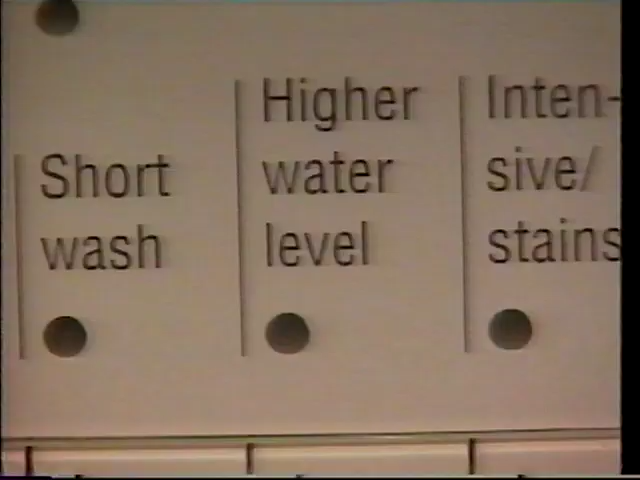 Short
wash
Higher
water
level
Inten-
sive/
stains